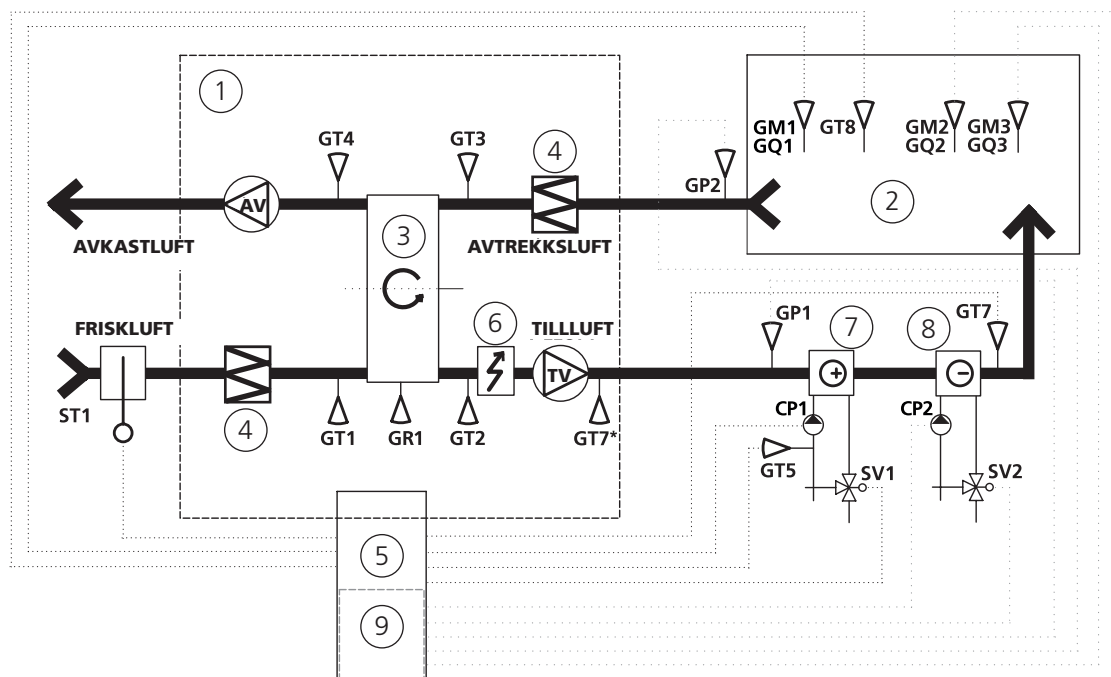 1
GT4
GT3
4
GM1
GQ1
GT8
GM2
GQ2
GM3
GQ3
GP2
2
AV
3
AVKASTLUFT
AVTREKKSLUFT
FRISKLUFT
6
TILLLUFT
GP1
7
8
GT7
TV
+
−
ST1
4
GT1
GR1
GT2
GT7*
CP1
CP2
GT5
SV1
SV2
5
9